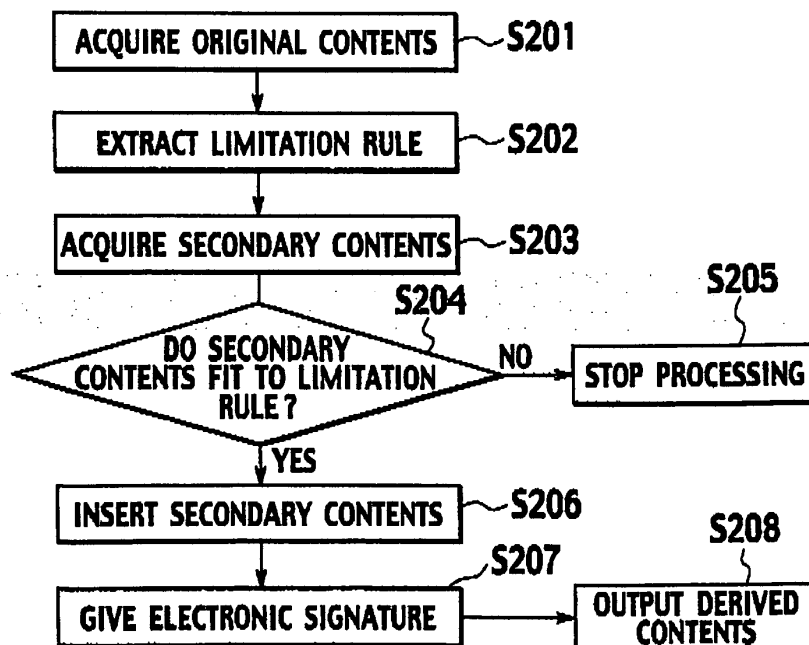 ACQUIRE ORIGINAL CONTENTS
S201
EXTRACT LIMITATION RULE
S202
ACQUIRE SECONDARY CONTENTS
S203
S204
DO SECONDARY
CONTENTS FIT TO LIMITATION
RULE?
NO
S205
STOP PROCESSING
YES
INSERT SECONDARY CONTENTS
S206
S207
GIVE ELECTRONIC SIGNATURE
S208
OUTPUT DERIVED
CONTENTS